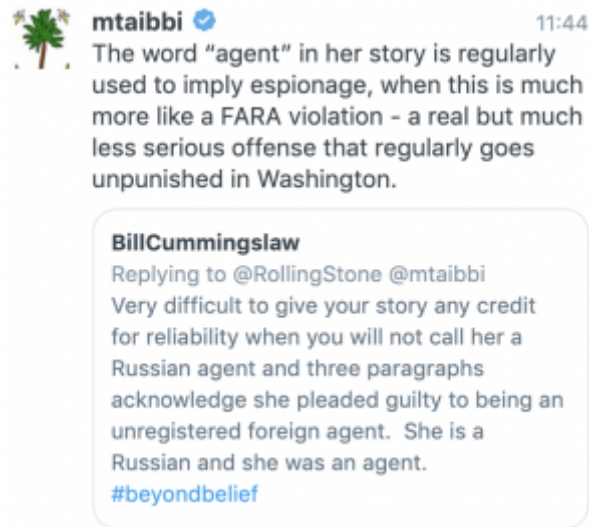 mtaibbi 11:44
The word “agent” in her story is regularly
used to imply espionage, when this is much
more like a FARA violation - a real but much
less serious offense that regularly goes
unpunished in Washington.
BillCummingslaw
Replying to @RollingStone @mtaibbi
Very difficult to give your story any credit
for reliability when you will not call her a
Russian agent and three paragraphs
acknowledge she pleaded guilty to being an
unregistered foreign agent. She is a
Russian and she was an agent.
#beyondbelief